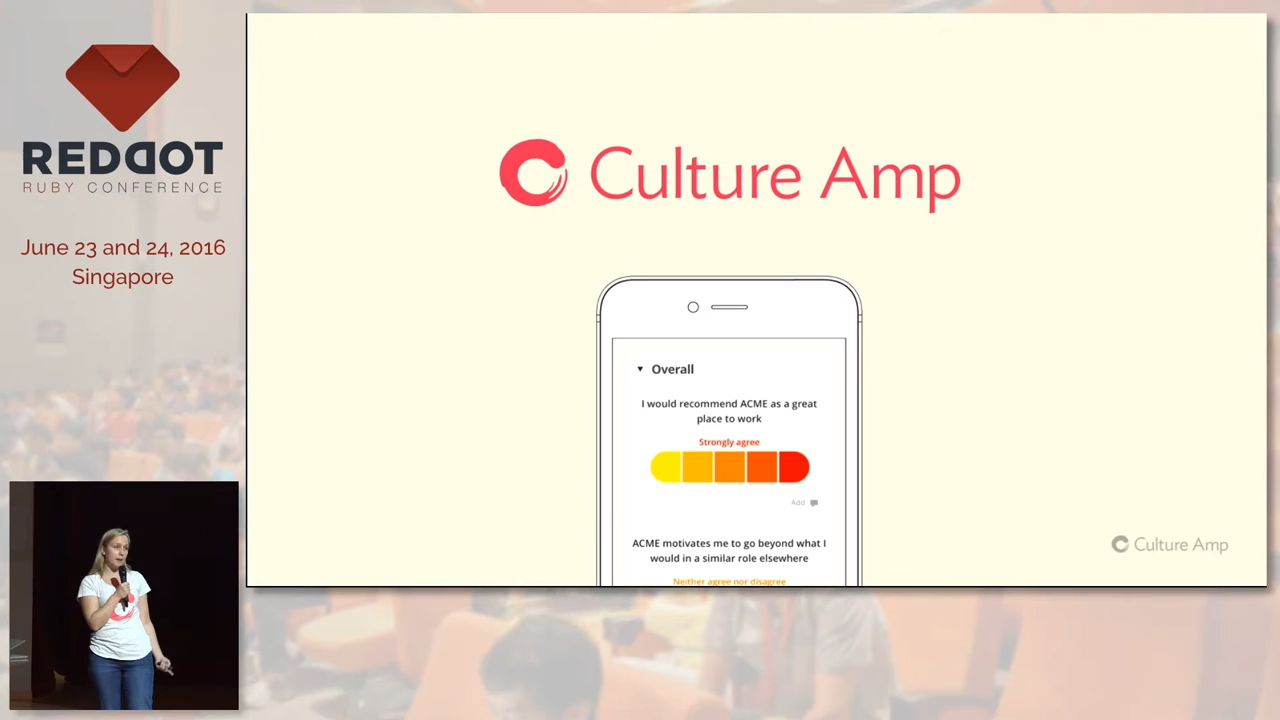 REDDOT
RUBY CONFERENCE
June 23 and 24, 2016
Singapore
Culture Amp
Overall
I would recommend ACME as a great
place to work
Strongly agree
Add
ACME motivates me to go beyond what I
would in a similar role elsewhere
Neither agree nor disagree
Culture Amp